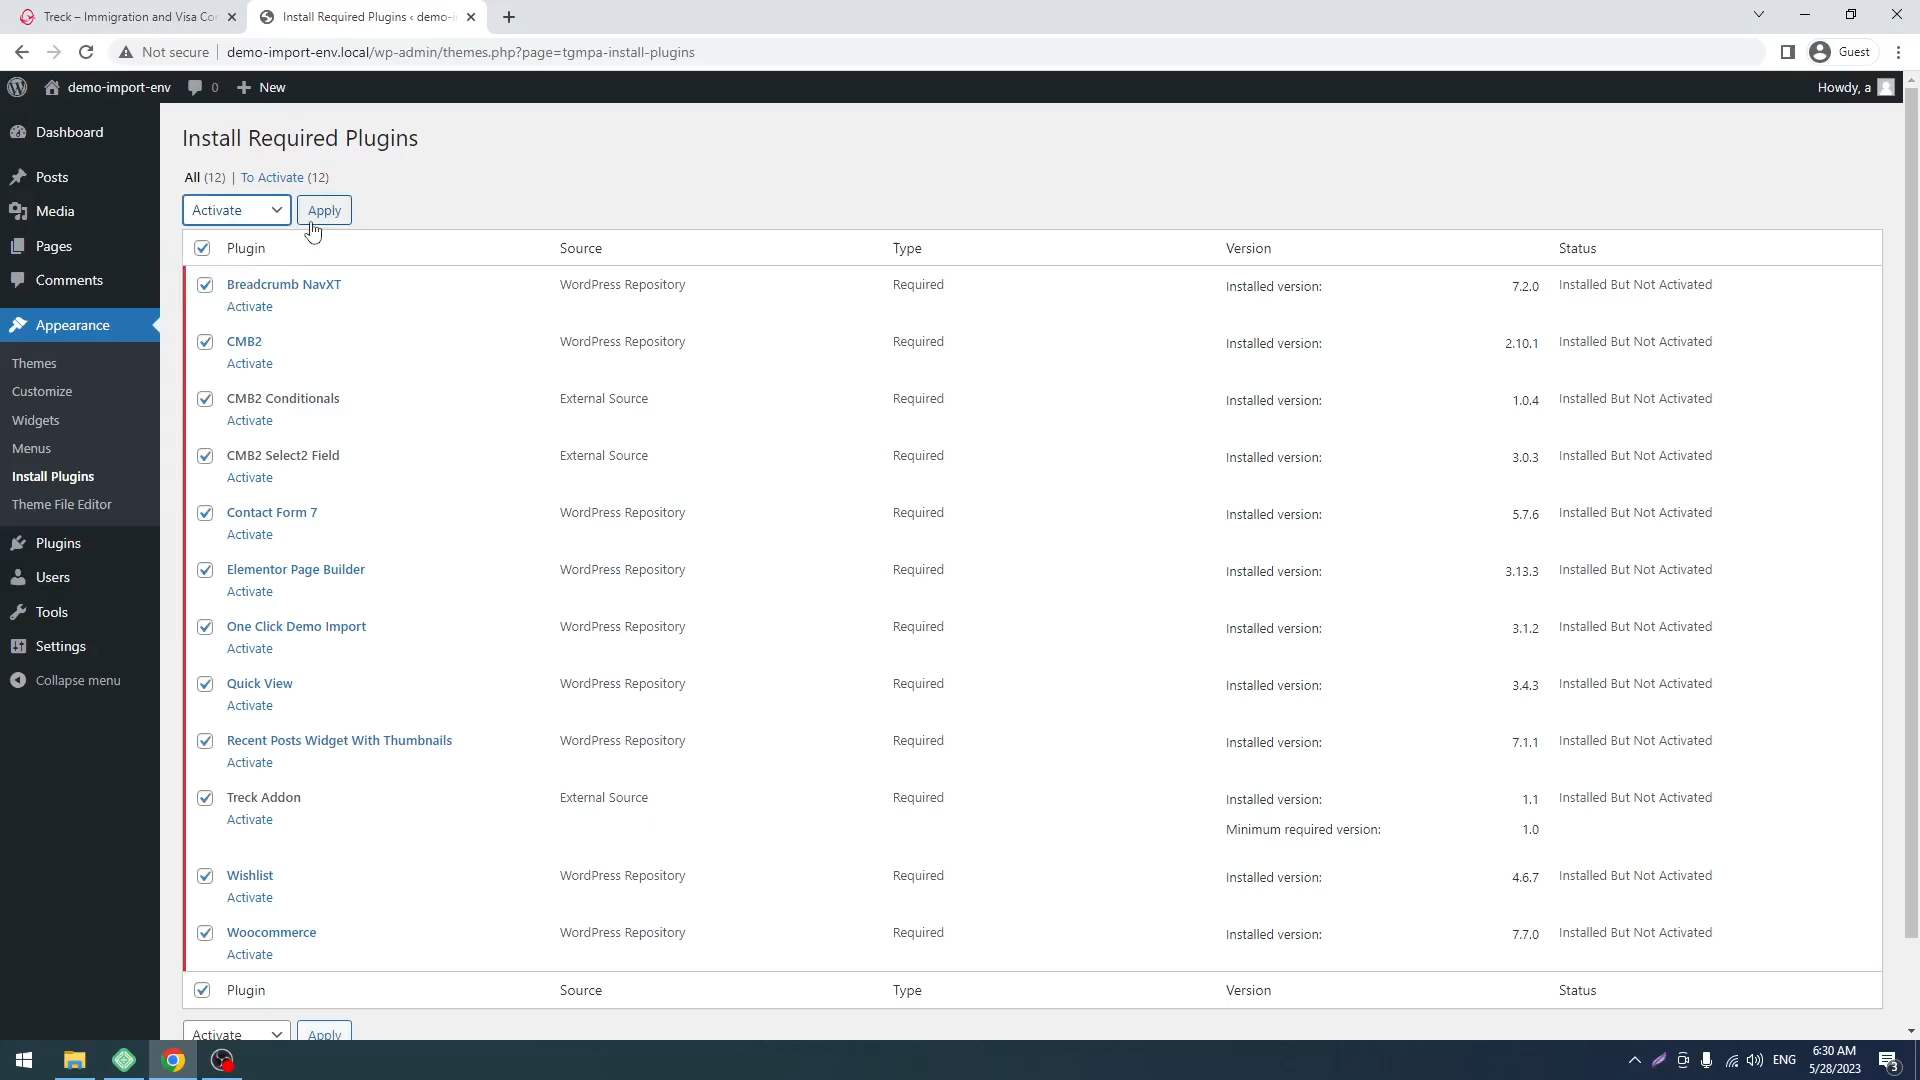 Treck – Immigration and Visa Co
Install Required Plugins ‹ demo-i
Not secure
demo-import-env.local/wp-admin/themes.php?page=tgmpa-install-plugins
Guest
demo-import-env
0
New
Howdy, a
Dashboard
Posts
Media
Pages
Comments
Appearance
Themes
Customize
Widgets
Menus
Install Plugins
Theme File Editor
Plugins
Users
Tools
Settings
Collapse menu
Install Required Plugins
All (12) | To Activate (12)
Activate Apply
Plugin Source Type Version Status
Breadcrumb NavXT WordPress Repository Required Installed version: 7.2.0 Installed But Not Activated
Activate
CMB2 WordPress Repository Required Installed version: 2.10.1 Installed But Not Activated
Activate
CMB2 Conditionals External Source Required Installed version: 1.0.4 Installed But Not Activated
Activate
CMB2 Select2 Field External Source Required Installed version: 3.0.3 Installed But Not Activated
Activate
Contact Form 7 WordPress Repository Required Installed version: 5.7.6 Installed But Not Activated
Activate
Elementor Page Builder WordPress Repository Required Installed version: 3.13.3 Installed But Not Activated
Activate
One Click Demo Import WordPress Repository Required Installed version: 3.1.2 Installed But Not Activated
Activate
Quick View WordPress Repository Required Installed version: 3.4.3 Installed But Not Activated
Activate
Recent Posts Widget With Thumbnails WordPress Repository Required Installed version: 7.1.1 Installed But Not Activated
Activate
Treck Addon External Source Required Installed version: 1.1 Installed But Not Activated
Activate Minimum required version: 1.0
Wishlist WordPress Repository Required Installed version: 4.6.7 Installed But Not Activated
Activate
Woocommerce WordPress Repository Required Installed version: 7.7.0 Installed But Not Activated
Activate
Plugin Source Type Version Status
Activate Apply
ENG
6:30 AM
5/28/2023
3